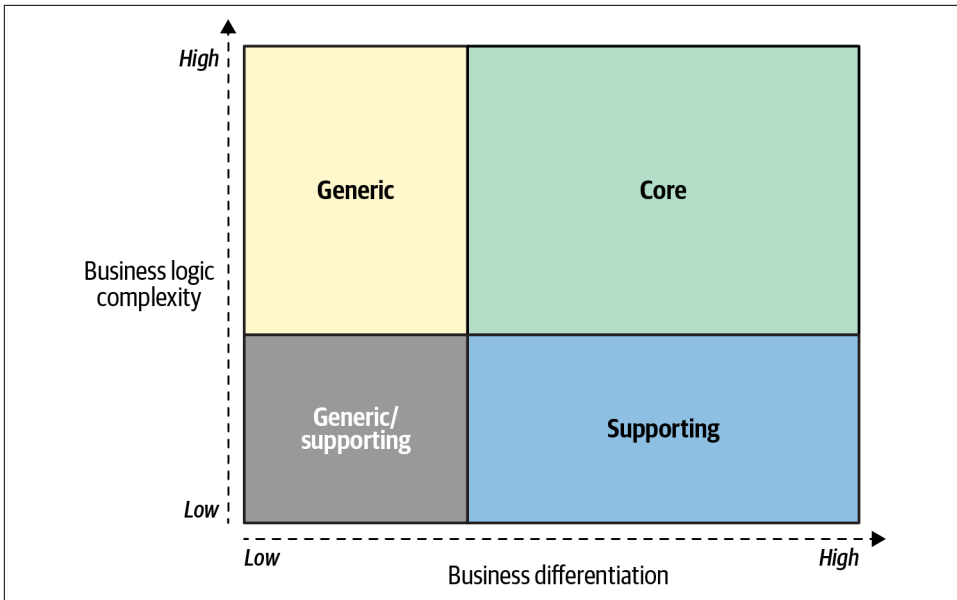 High
Generic
Core
Business logic
complexity
Generic/
supporting
Supporting
Low
Low
High
Business differentiation